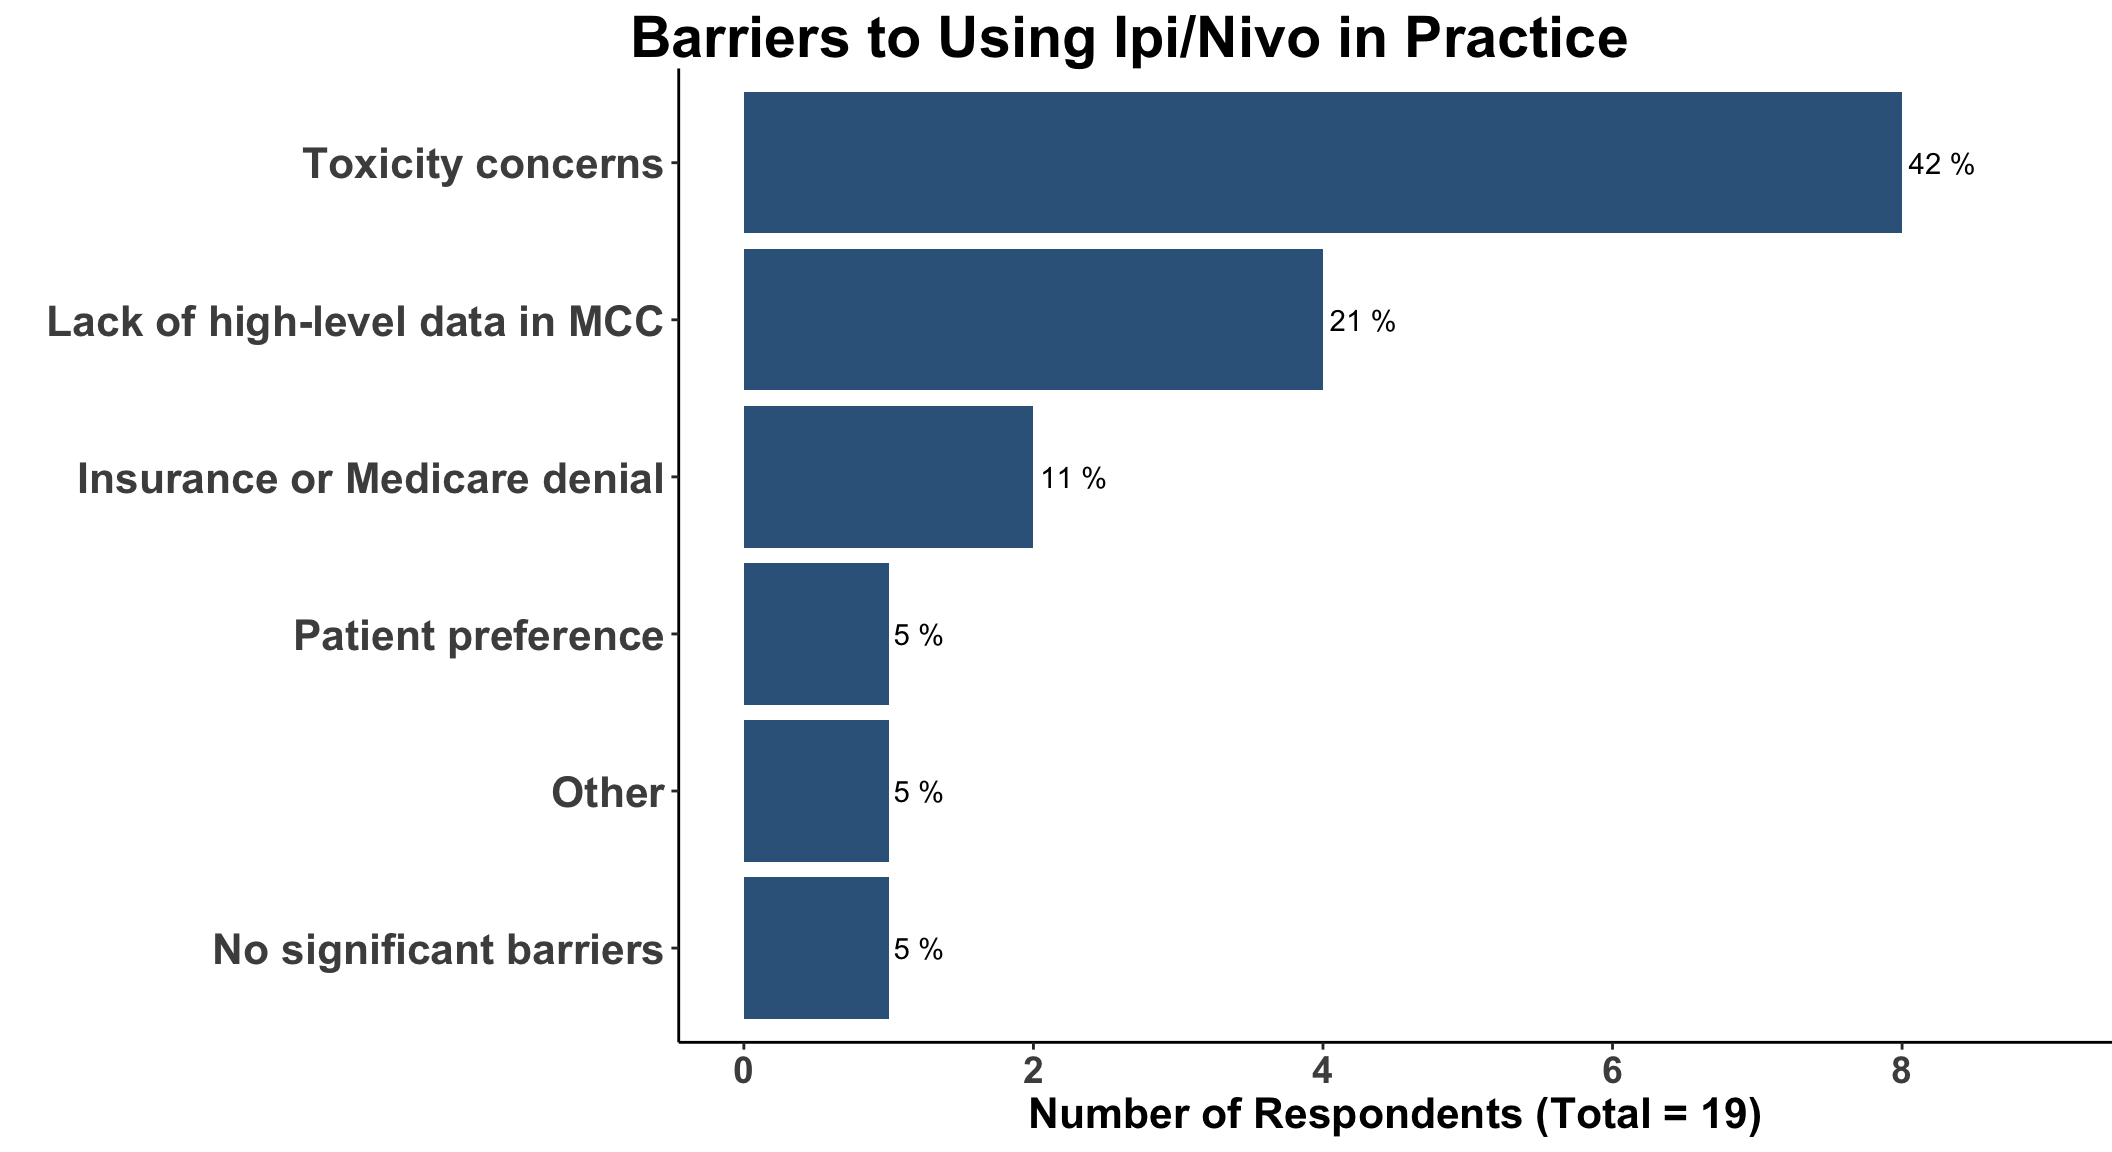 Barriers to Using Ipi/Nivo in Practice
Toxicity concerns
42 %
Lack of high-level data in MCC
21 %
Insurance or Medicare denial
11 %
Patient preference
5 %
Other
5 %
No significant barriers
5 %
0 2 4 6 8
Number of Respondents (Total = 19)